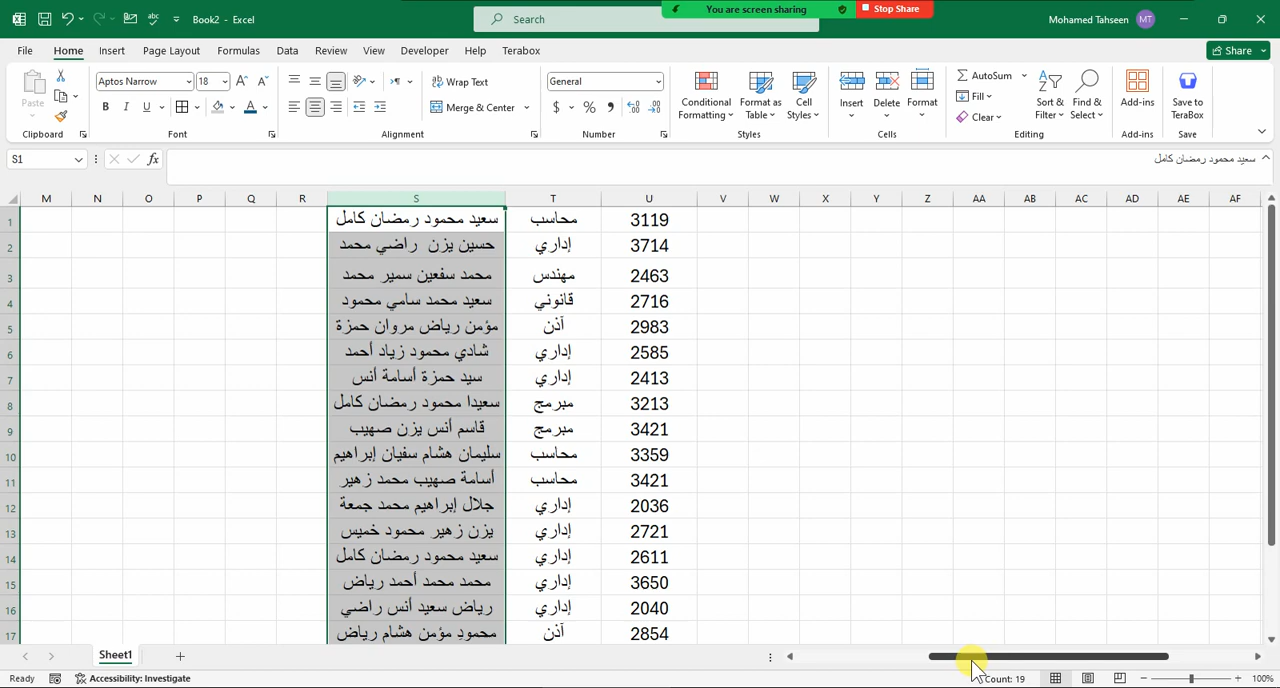 Book2 - Excel
Search
You are screen sharing
Stop Share
Mohamed Tahseen
MT
File Home Insert Page Layout Formulas Data Review View Developer Help Terabox
Share
Paste
Aptos Narrow 18
Wrap Text
General
Conditional Formatting
Format as Table
Cell Styles
Insert
Delete
Format
AutoSum
Fill
Clear
Sort & Filter
Find & Select
Add-ins
Save to TeraBox
B I U
Merge & Center
Clipboard Font Alignment Number Styles Cells Editing Add-ins Save
S1
fx
سعيد محمود رمضان كامل
M N O P Q R S T U V W X Y Z AA AB AC AD AE AF
1 سعيد محمود رمضان كامل محاسب 3119
2 حسين يزن راضي محمد إداري 3714
3 محمد سفعين سمير محمد مهندس 2463
4 سعيد محمد سامي محمود قانوني 2716
5 مؤمن رياض مروان حمزة آذن 2983
6 شادي محمود زياد أحمد إداري 2585
7 سيد حمزة أسامة أنس إداري 2413
8 سعيدا محمود رمضان كامل مبرمج 3213
9 قاسم أنس يزن صهيب مبرمج 3421
10 سليمان هشام سفيان إبراهيم محاسب 3359
11 أسامة صهيب محمد زهير محاسب 3421
12 جلال إبراهيم محمد جمعة إداري 2036
13 يزن زهير محمود خميس إداري 2721
14 سعيد محمود رمضان كامل إداري 2611
15 محمد محمد أحمد رياض إداري 3650
16 رياض سعيد أنس راضي إداري 2040
17 محمود مؤمن هشام رياض آذن 2854
Sheet1
Ready
Accessibility: Investigate
Count: 19
100%